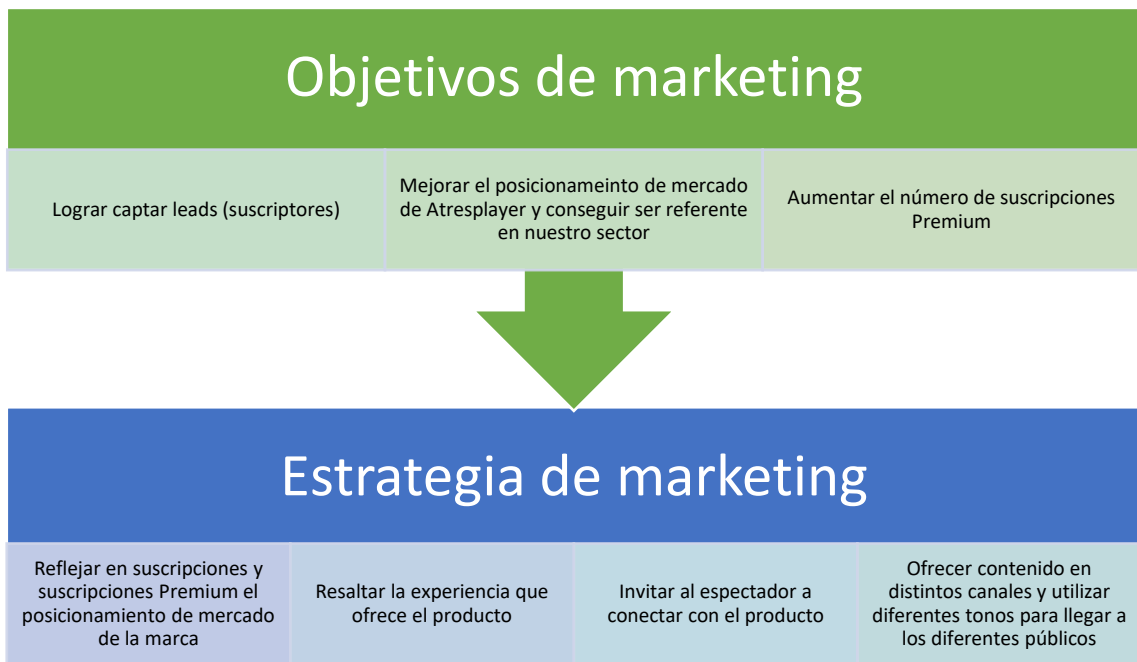 Objetivos de marketing
Lograr captar leads (suscriptores)
Mejorar el posicionameinto de mercado
de Atresplayer y conseguir ser referente
en nuestro sector
Aumentar el número de suscripciones
Premium
Estrategia de marketing
Reflejar en suscripciones y
suscripciones Premium el
posicionamiento de mercado
de la marca
Resaltar la experiencia que
ofrece el producto
Invitar al espectador a
conectar con el producto
Ofrecer contenido en
distintos canales y utilizar
diferentes tonos para llegar a
los diferentes públicos